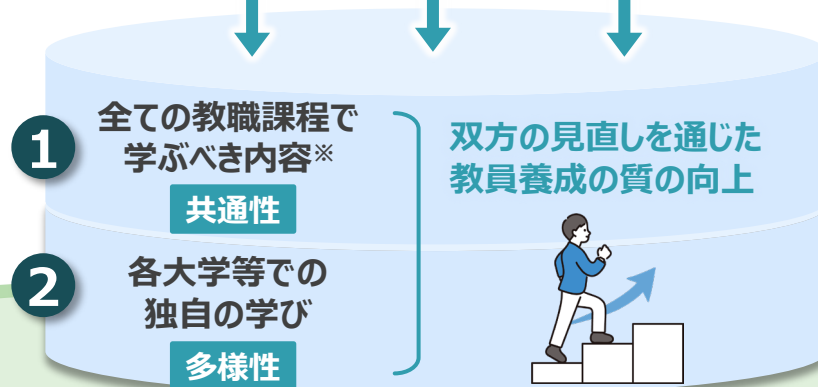 1
全ての教職課程で
学ぶべき内容※
共通性
双方の見直しを通じた
教員養成の質の向上
2
各大学等での
独自の学び
多様性